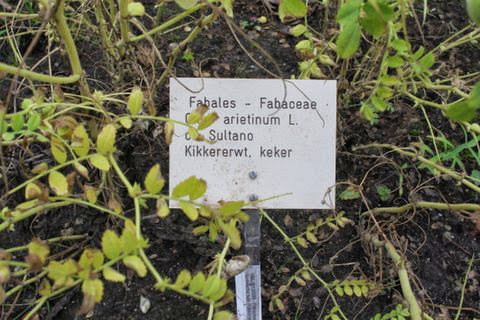 Fabales - Fabaceae
arietinum L.
Sultano
Kikkererwt, keker